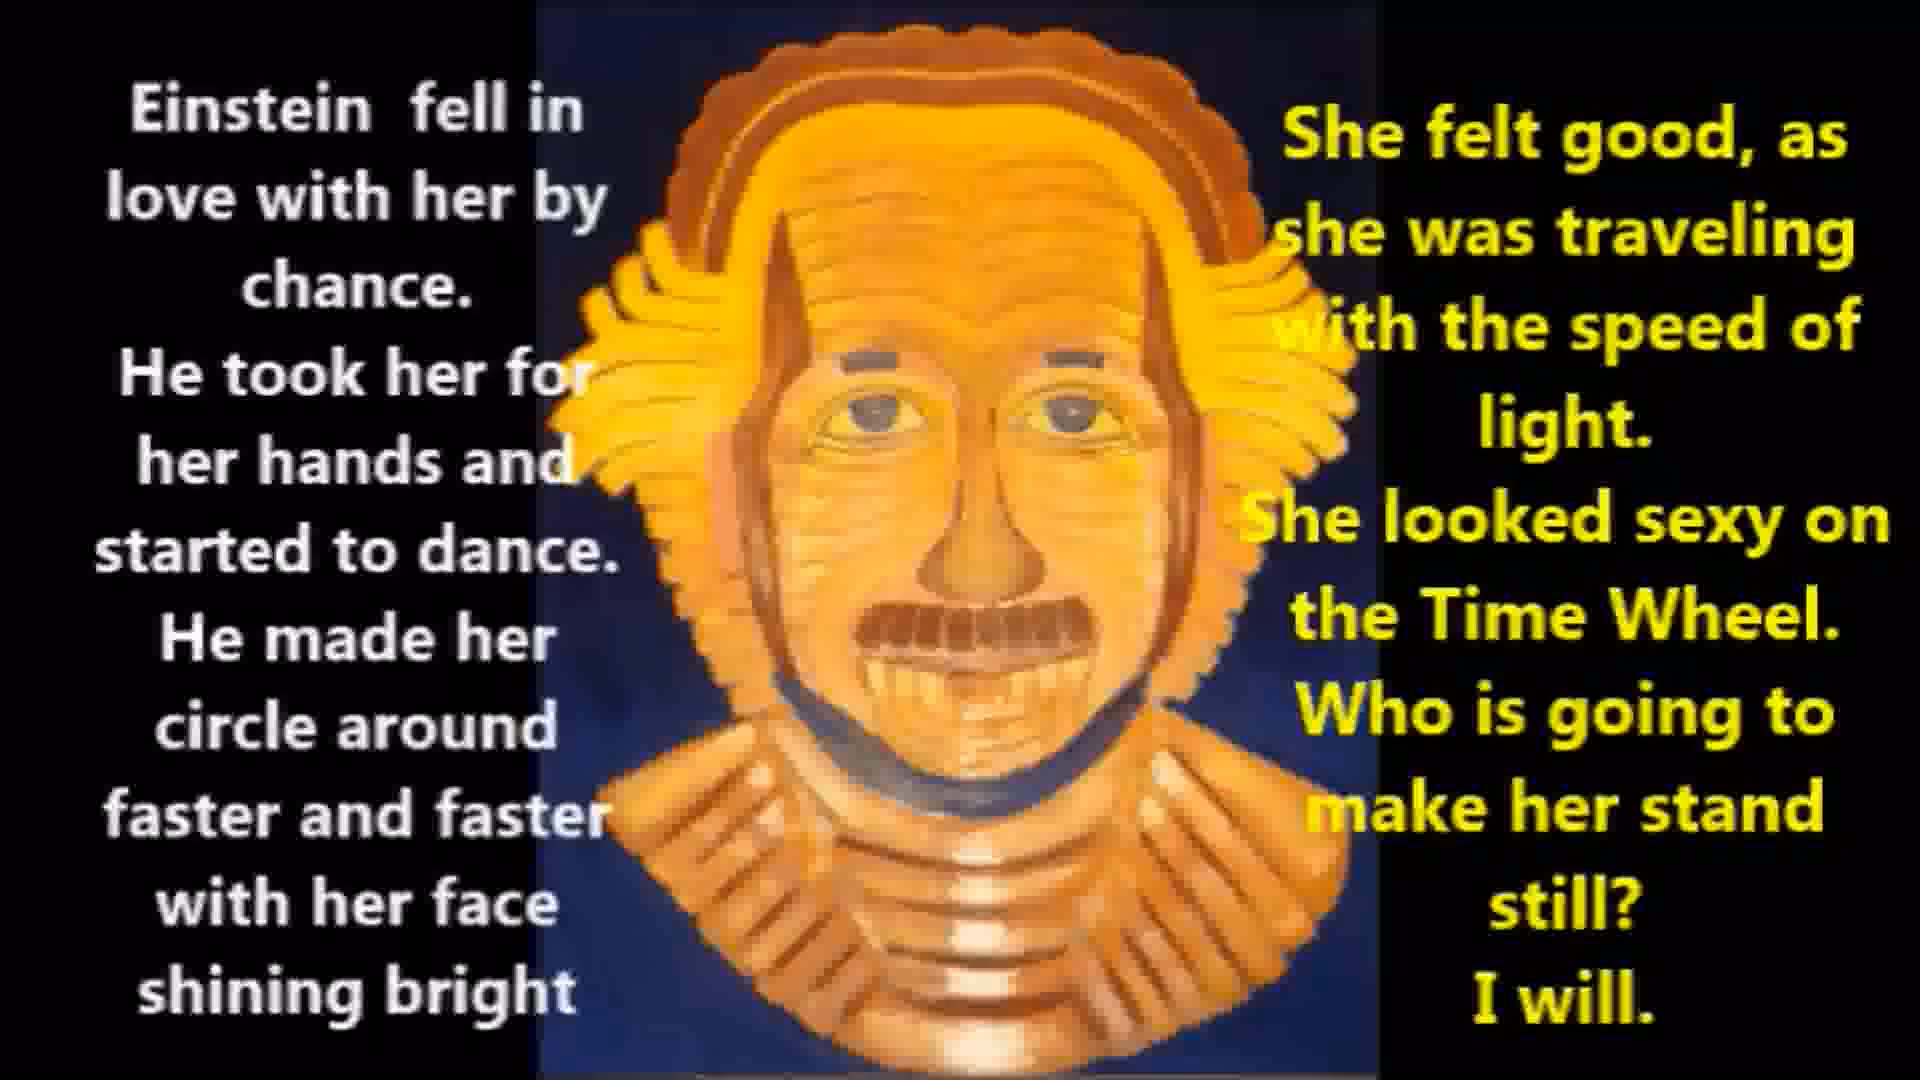 Einstein fell in
love with her by
chance.
He took her for
her hands and
started to dance.
He made her
circle around
faster and faster
with her face
shining bright
She felt good, as
she was traveling
with the speed of
light.
She looked sexy on
the Time Wheel.
Who is going to
make her stand
still?
I will.